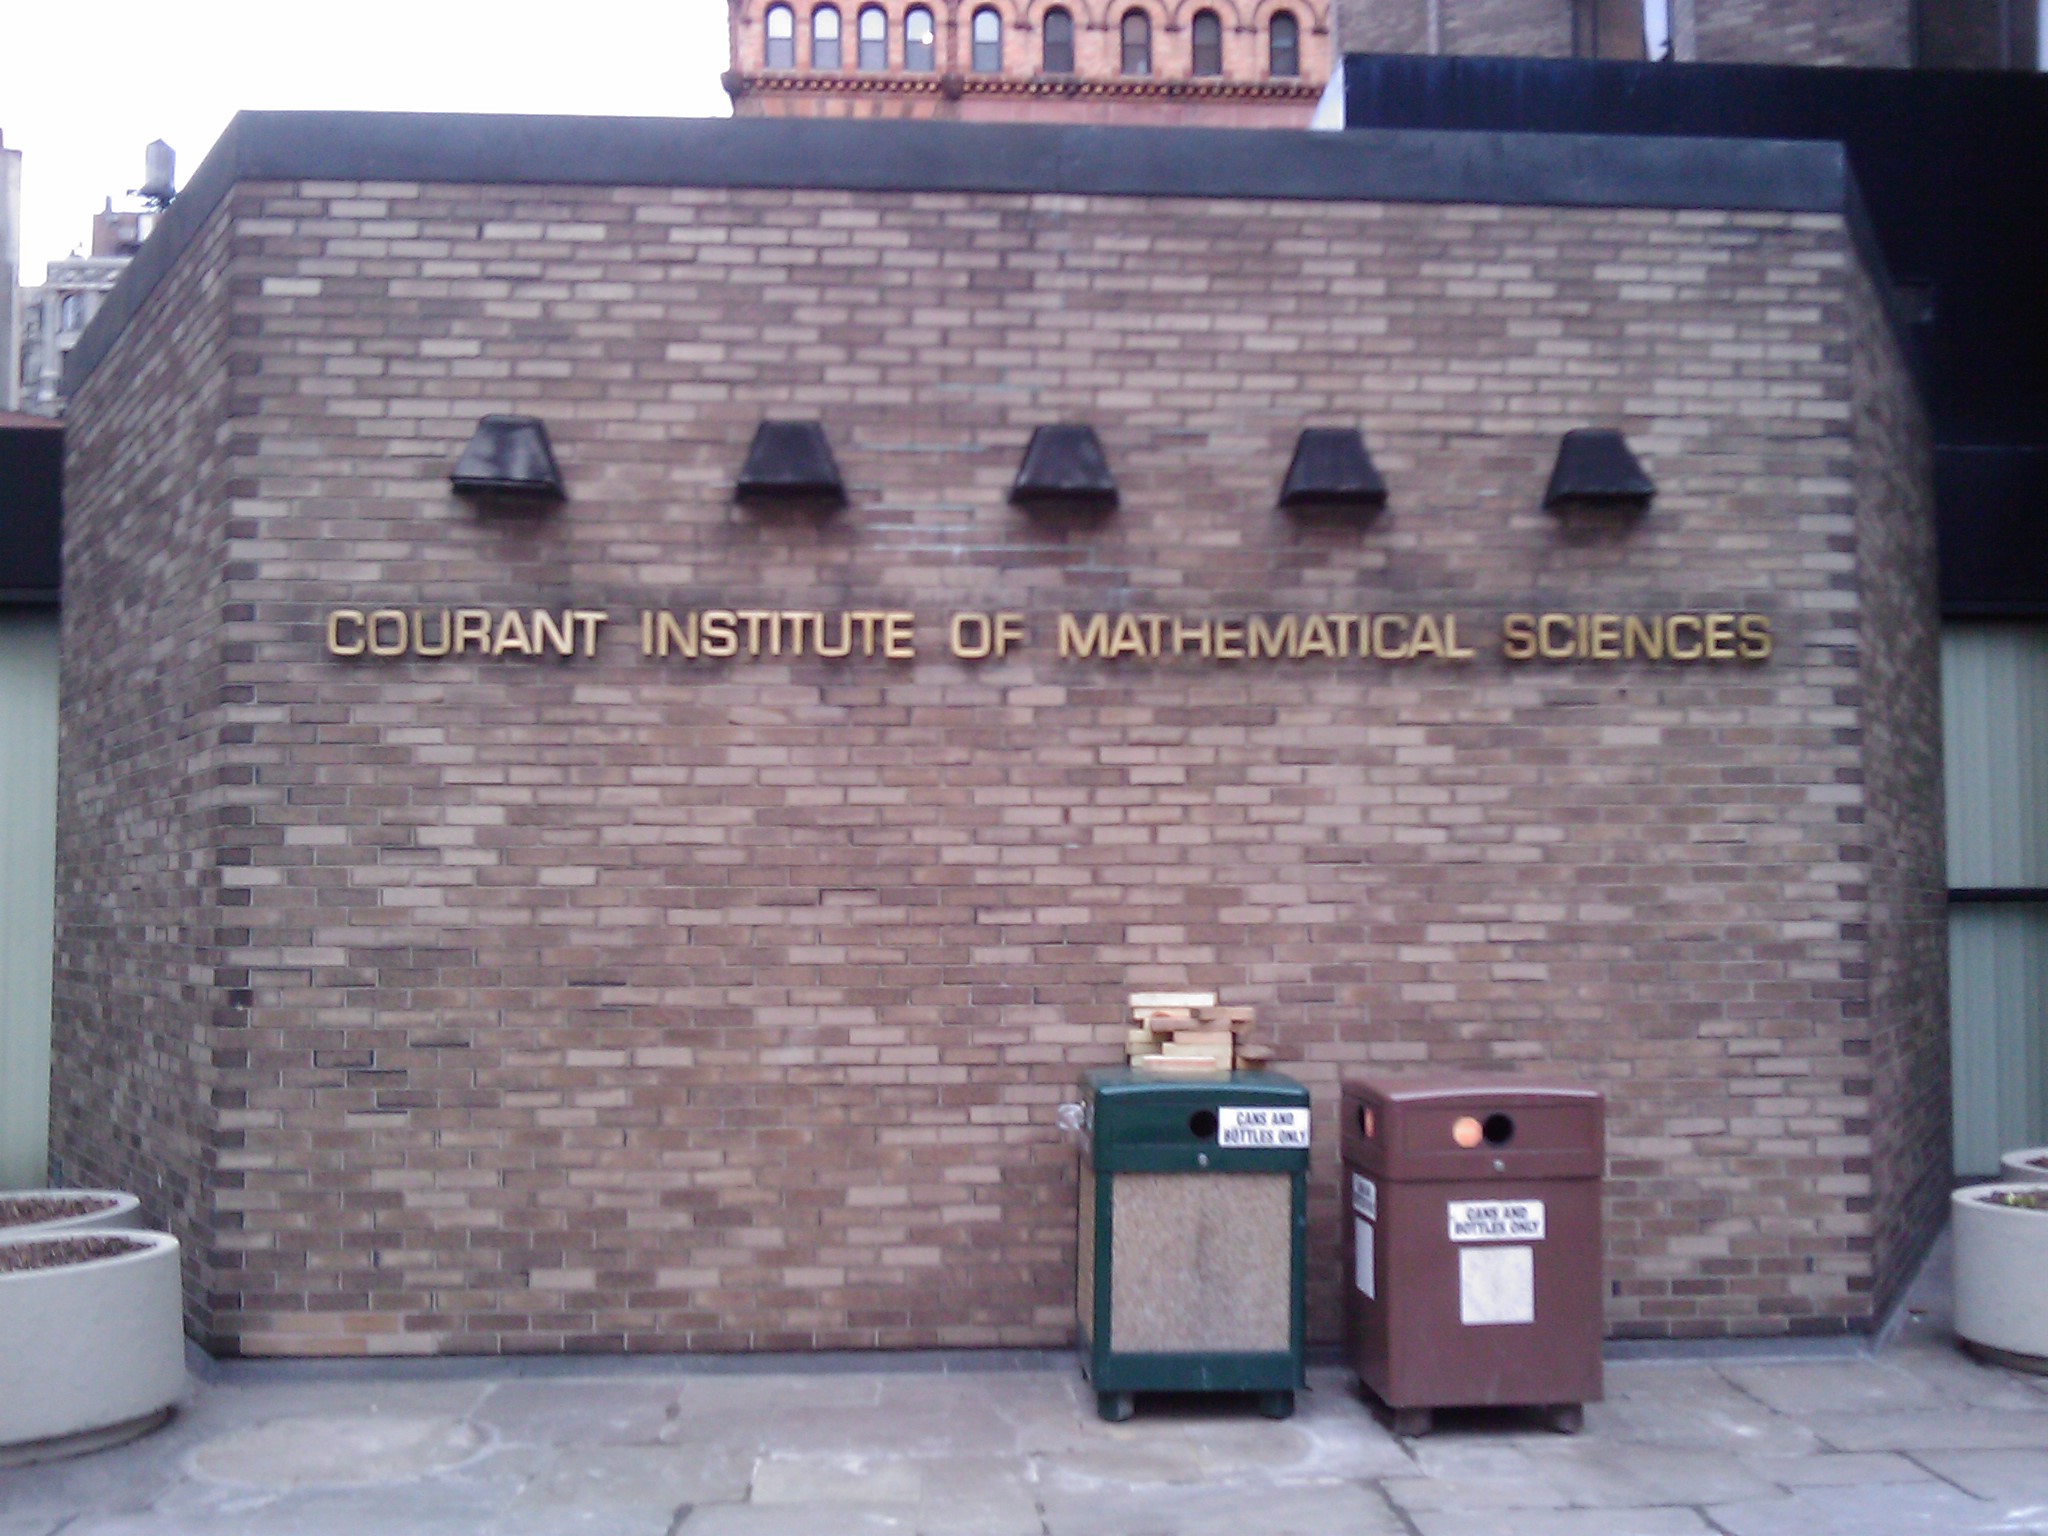 COURANT INSTITUTE OF MATHEMATICAL SCIENCES
CANS AND
BOTTLES ONLY
CANS AND
BOTTLES ONLY